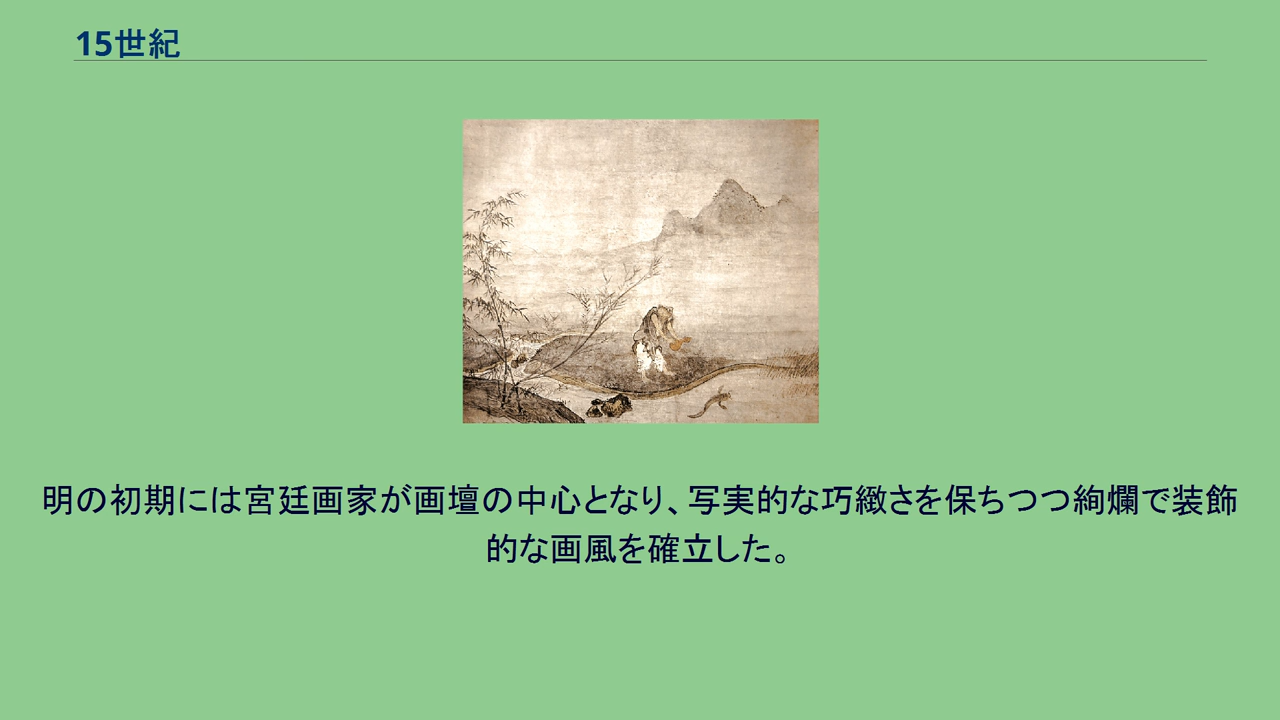 15世紀
明の初期には宮廷画家が画壇の中心となり、写実的な巧緻さを保ちつつ絢爛で装飾
的な画風を確立した。